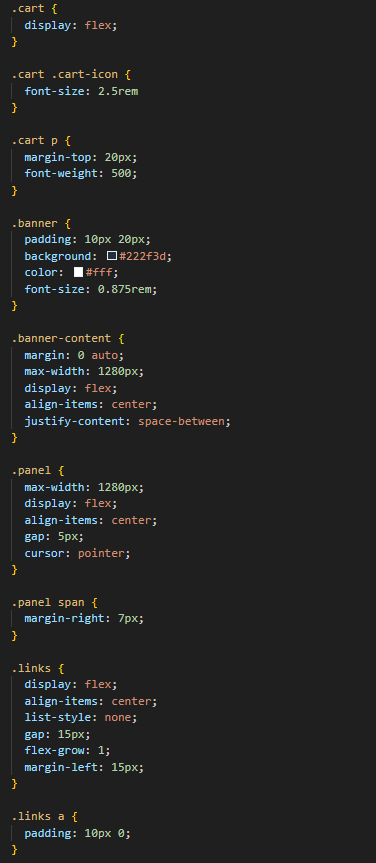 .cart {
  display: flex;
}

.cart .cart-icon {
  font-size: 2.5rem
}

.cart p {
  margin-top: 20px;
  font-weight: 500;
}

.banner {
  padding: 10px 20px;
  background: #222f3d;
  color: #fff;
  font-size: 0.875rem;
}

.banner-content {
  margin: 0 auto;
  max-width: 1280px;
  display: flex;
  align-items: center;
  justify-content: space-between;
}

.panel {
  max-width: 1280px;
  display: flex;
  align-items: center;
  gap: 5px;
  cursor: pointer;
}

.panel span {
  margin-right: 7px;
}

.links {
  display: flex;
  align-items: center;
  list-style: none;
  gap: 15px;
  flex-grow: 1;
  margin-left: 15px;
}

.links a {
  padding: 10px 0;
}